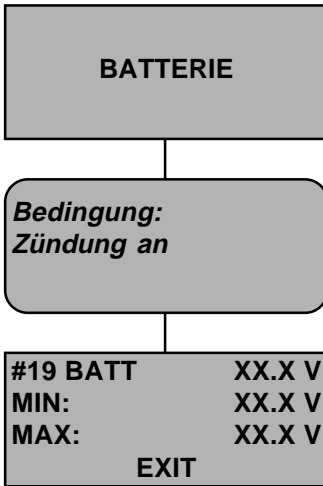 BATTERIE
Bedingung:
Zündung an
#19 BATT XX.X V
MIN: XX.X V
MAX: XX.X V
EXIT